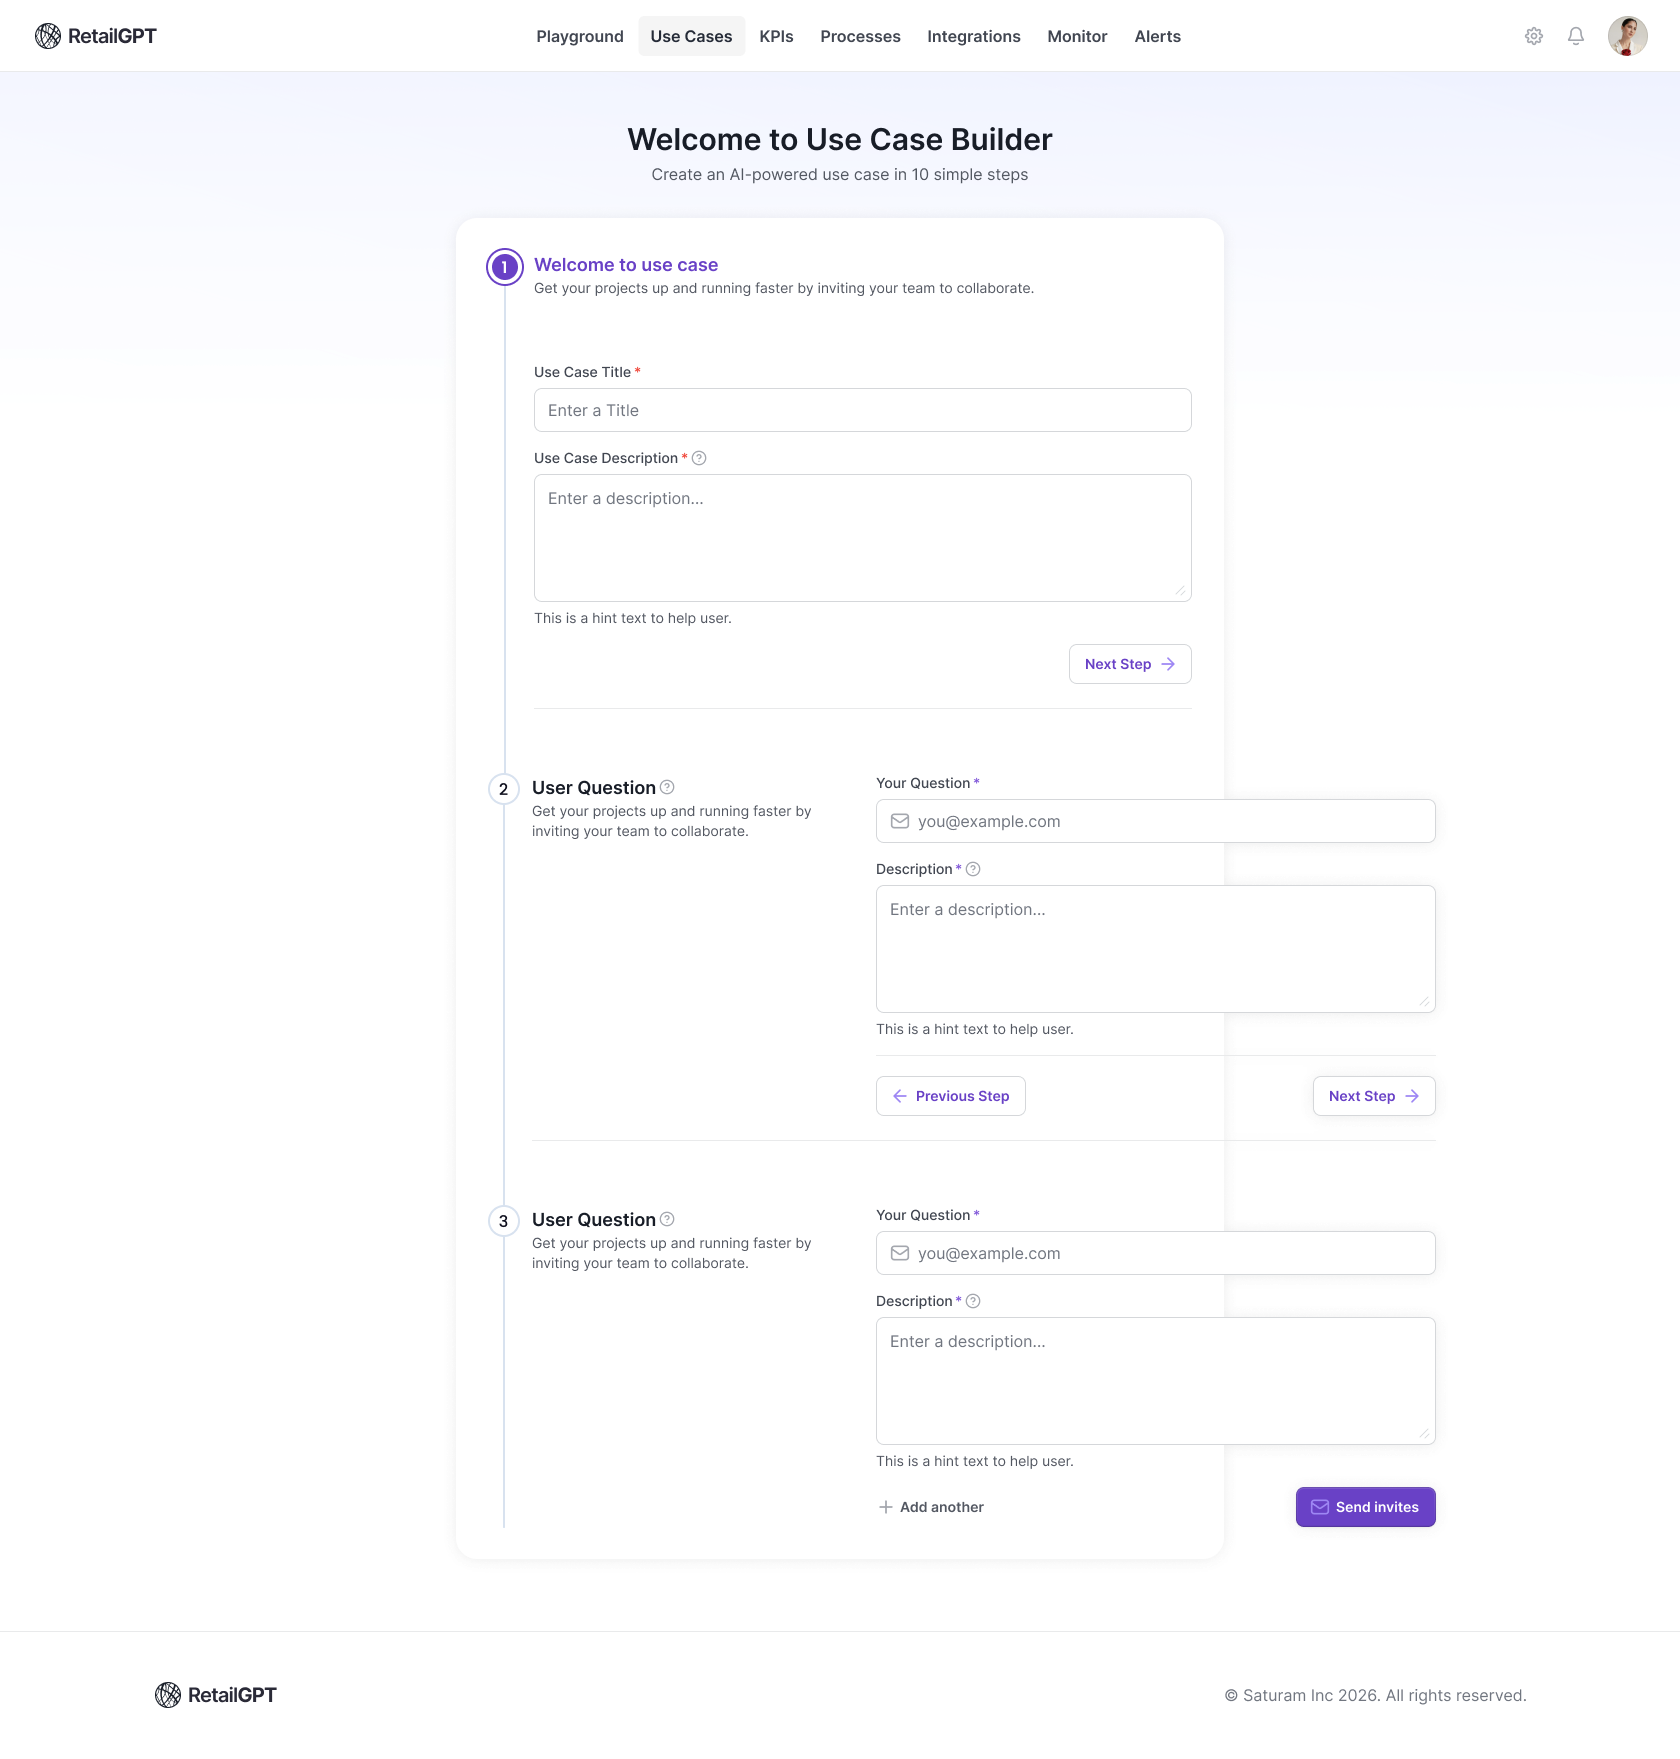 RetailGPT
Playground
Use Cases
KPIs
Processes
Integrations
Monitor
Alerts
Welcome to Use Case Builder
Create an AI-powered use case in 10 simple steps
1
Welcome to use case
Get your projects up and running faster by inviting your team to collaborate.
Use Case Title *
Enter a Title
Use Case Description *
Enter a description...
This is a hint text to help user.
Next Step
2
User Question
Get your projects up and running faster by
inviting your team to collaborate.
Your Question *
you@example.com
Description *
Enter a description...
This is a hint text to help user.
Previous Step
Next Step
3
User Question
Get your projects up and running faster by
inviting your team to collaborate.
Your Question *
you@example.com
Description *
Enter a description...
This is a hint text to help user.
Add another
Send invites
RetailGPT
© Saturam Inc 2026. All rights reserved.